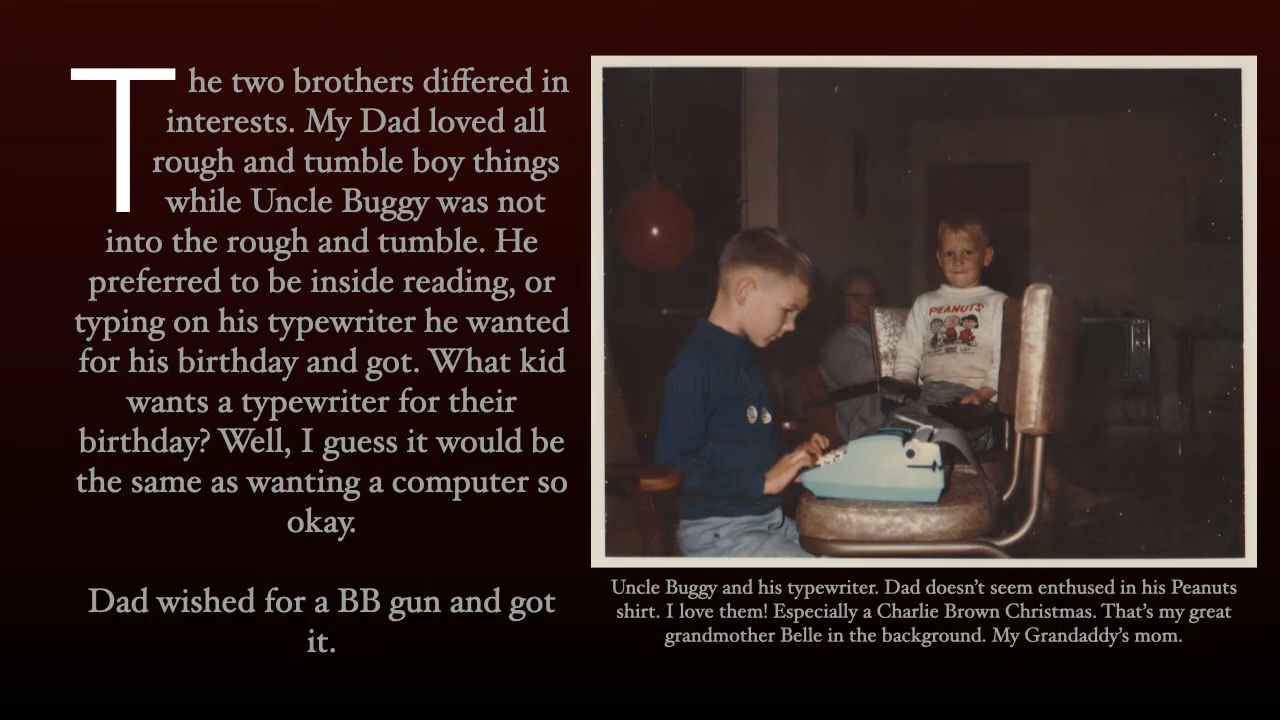 The two brothers differed in
interests. My Dad loved all
rough and tumble boy things
while Uncle Buggy was not
into the rough and tumble. He
preferred to be inside reading, or
typing on his typewriter he wanted
for his birthday and got. What kid
wants a typewriter for their
birthday? Well, I guess it would be
the same as wanting a computer so
okay.
Dad wished for a BB gun and got
it.
PEANUTS
Uncle Buggy and his typewriter. Dad doesn’t seem enthused in his Peanuts
shirt. I love them! Especially a Charlie Brown Christmas. That’s my great
grandmother Belle in the background. My Grandaddy’s mom.